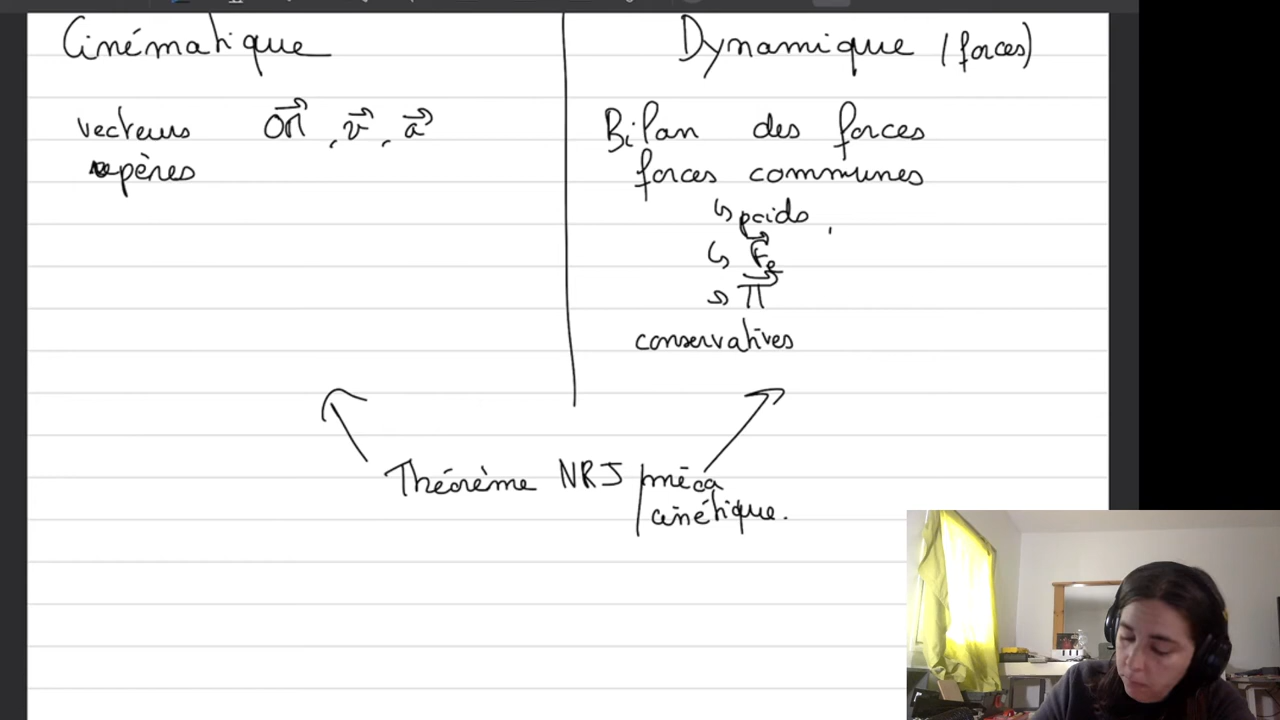 Cinématique
vecteurs OM, v, a
repères
Dynamique (forces)
Bilan des forces
forces communes
↳ poids,
↳ Fe
↳ π
conservatives
Théorème NRJ / méca
cinétique.